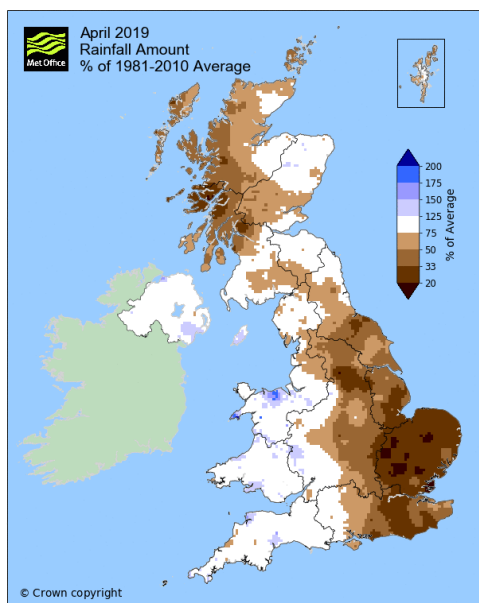 April 2019
Rainfall Amount
% of 1981-2010 Average
Met Office
200
175
150
125
75
50
33
20
% of Average
© Crown copyright